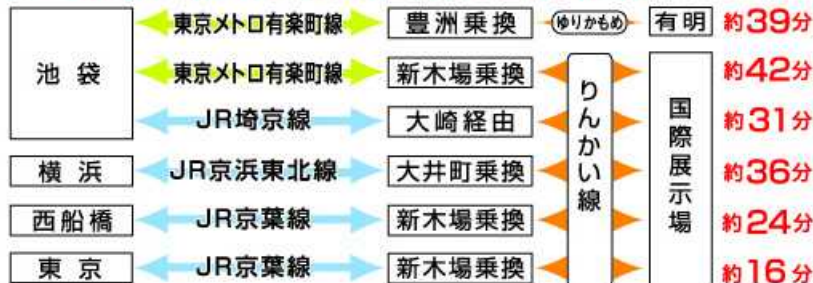 東京メトロ有楽町線 豊洲乗換 ゆりかもめ 有明 約39分
池袋 東京メトロ有楽町線 新木場乗換 りんかい線 国際展示場 約42分
JR埼京線 大崎経由 約31分
横浜 JR京浜東北線 大井町乗換 約36分
西船橋 JR京葉線 新木場乗換 約24分
東京 JR京葉線 新木場乗換 約16分